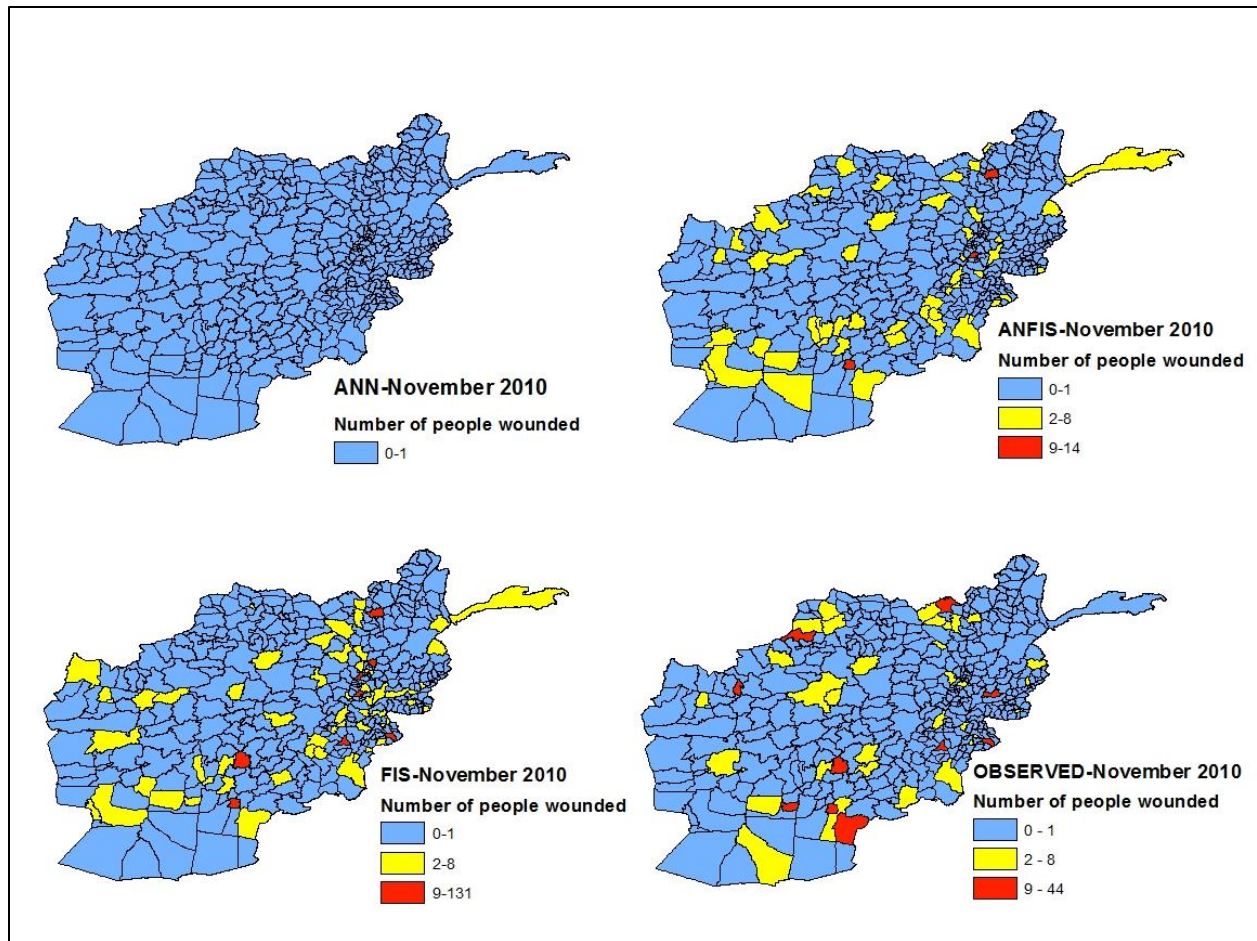 ANN-November 2010
Number of people wounded
0-1
ANFIS-November 2010
Number of people wounded
0-1
2-8
9-14
FIS-November 2010
Number of people wounded
0-1
2-8
9-131
OBSERVED-November 2010
Number of people wounded
0 - 1
2 - 8
9 - 44